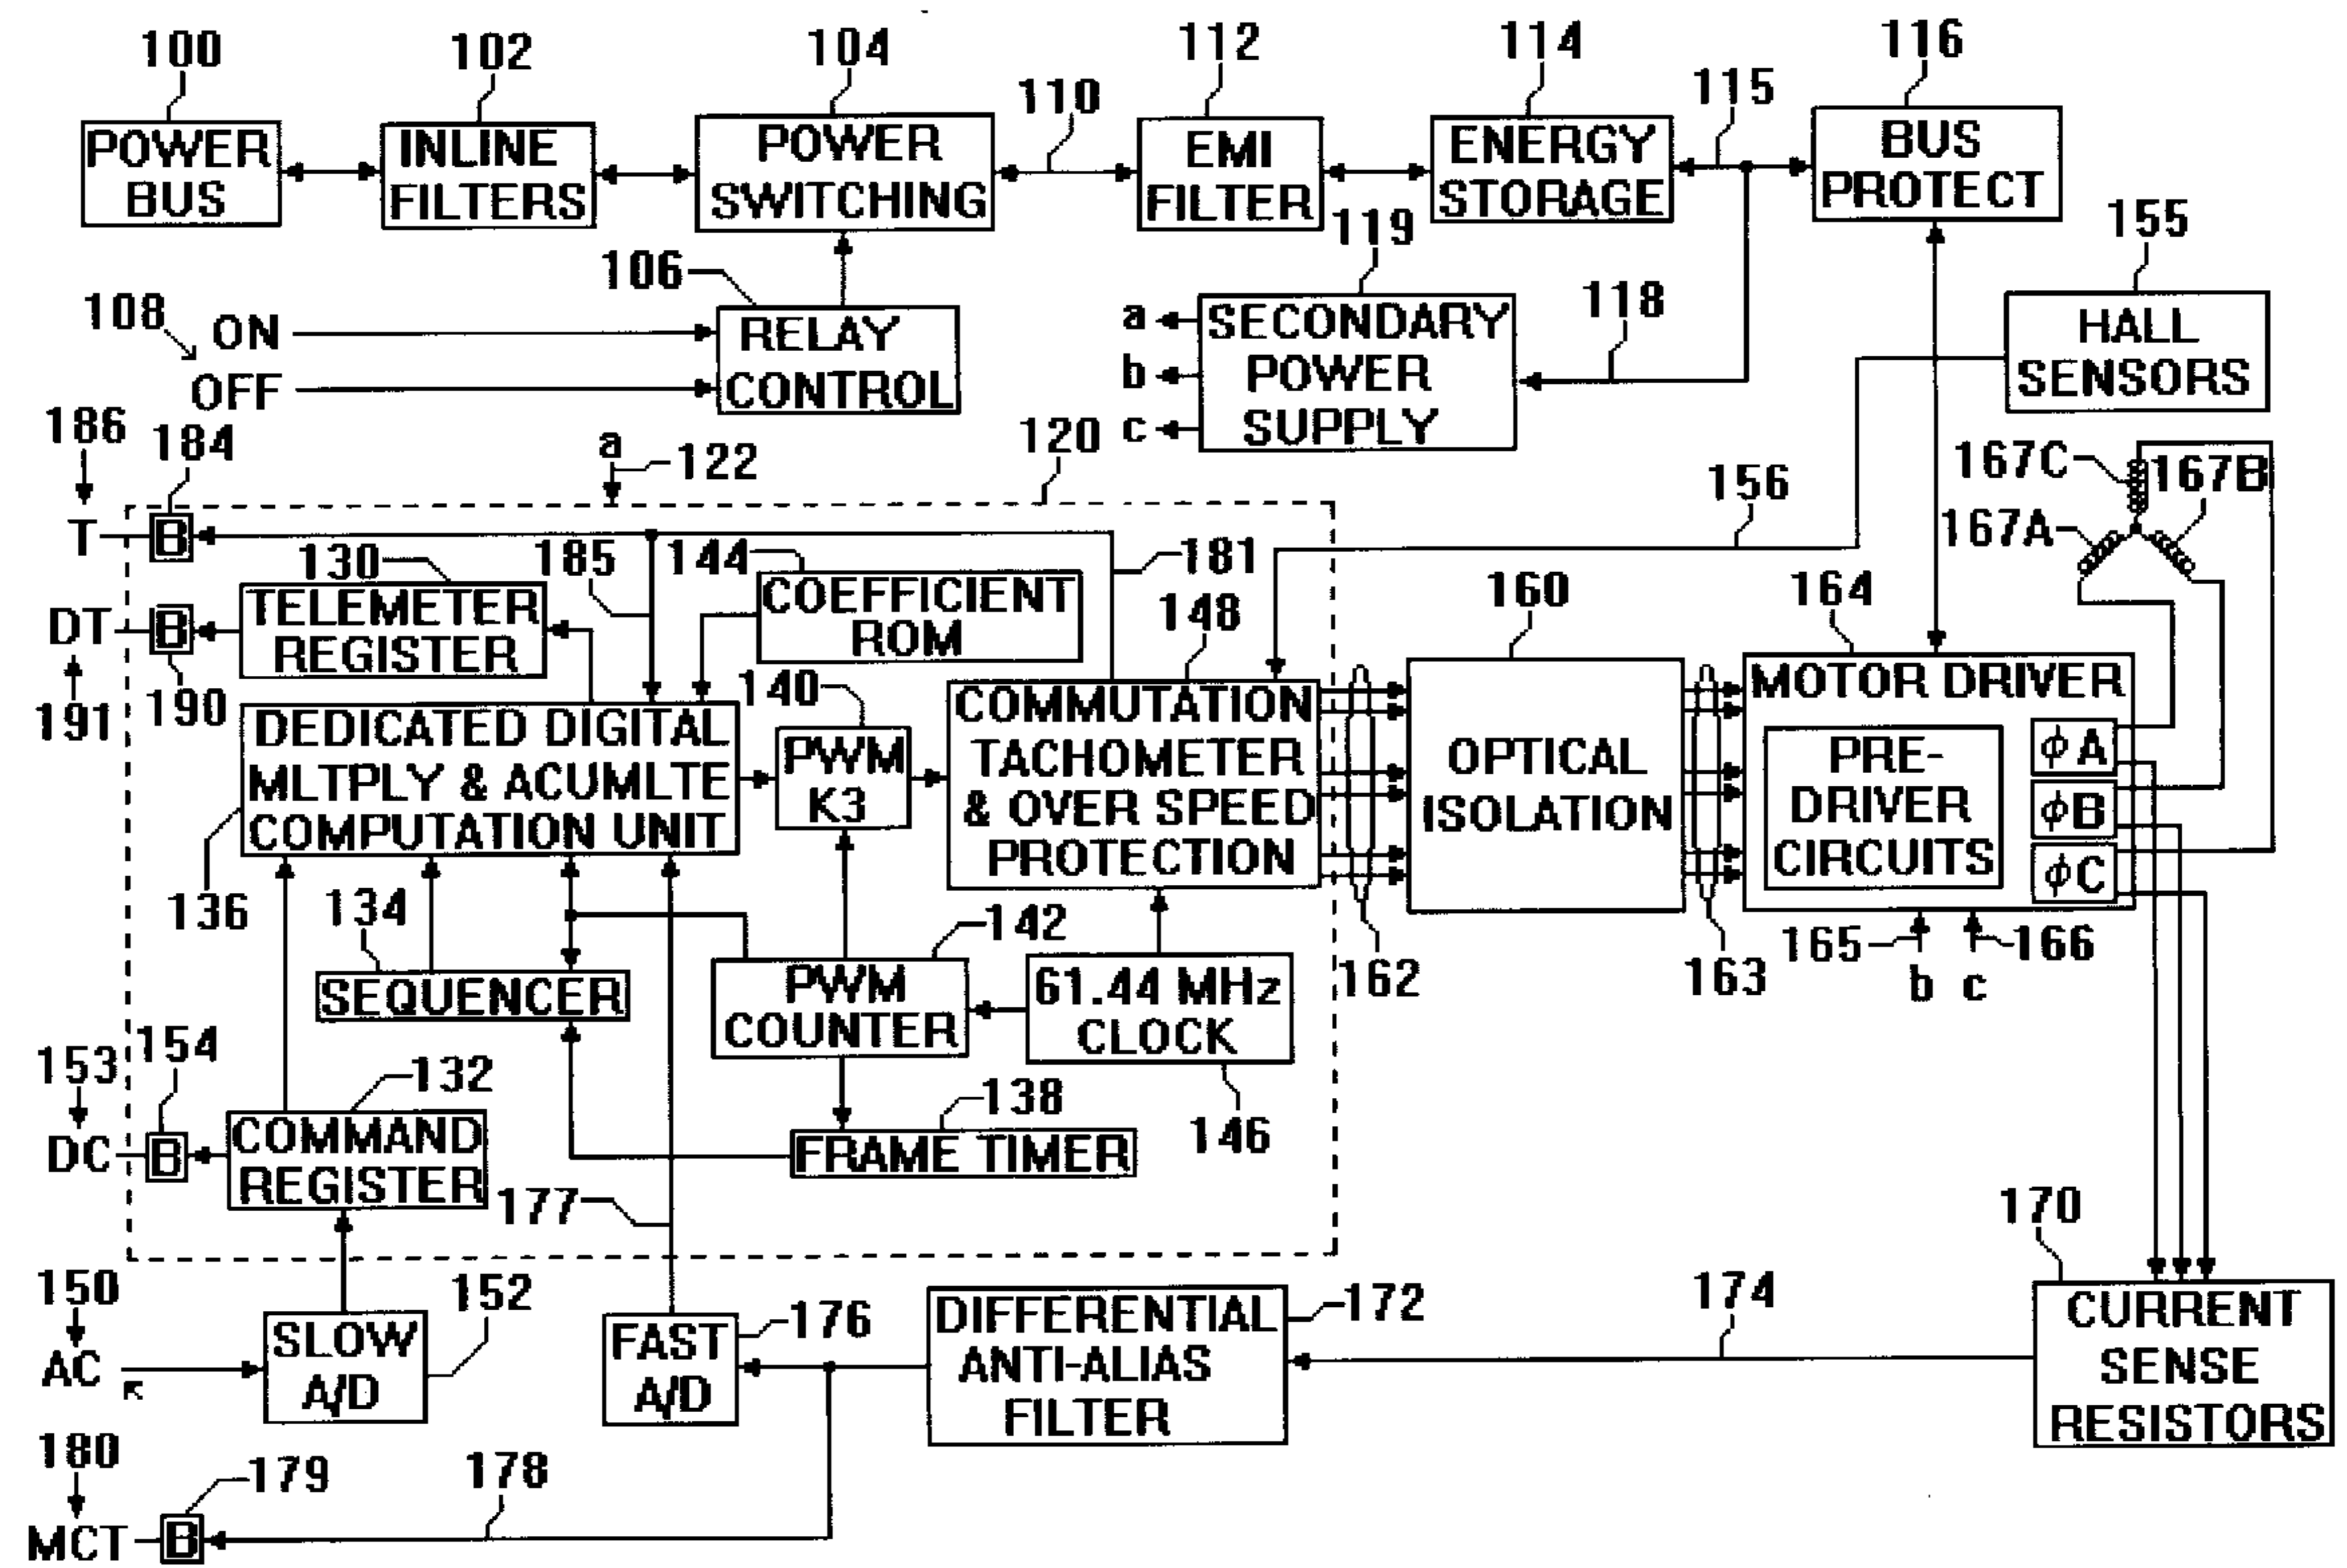 100
102
104
112
114
116
110
115
POWER
BUS
INLINE
FILTERS
POWER
SWITCHING
EMI
FILTER
ENERGY
STORAGE
BUS
PROTECT
106
119
155
108
ON
OFF
RELAY
CONTROL
a
b
c
SECONDARY
POWER
SUPPLY
118
HALL
SENSORS
186
184
a
122
120
156
167C
167B
167A
T
B
130
185
144
181
DT
B
TELEMETER
REGISTER
COEFFICIENT
ROM
148
160
164
191
190
140
DEDICATED DIGITAL
MLTPLY & ACUMLTE
COMPUTATION UNIT
PWM
K3
COMMUTATION
TACHOMETER
& OVER SPEED
PROTECTION
OPTICAL
ISOLATION
MOTOR DRIVER
PRE-
DRIVER
CIRCUITS
ϕA
ϕB
ϕC
136
134
142
162
163
165
166
b
c
SEQUENCER
PWM
COUNTER
61.44 MHz
CLOCK
153
154
132
138
146
DC
B
COMMAND
REGISTER
FRAME TIMER
177
170
150
152
AC
SLOW
A/D
FAST
A/D
176
DIFFERENTIAL
ANTI-ALIAS
FILTER
172
174
CURRENT
SENSE
RESISTORS
180
179
178
MCT
B